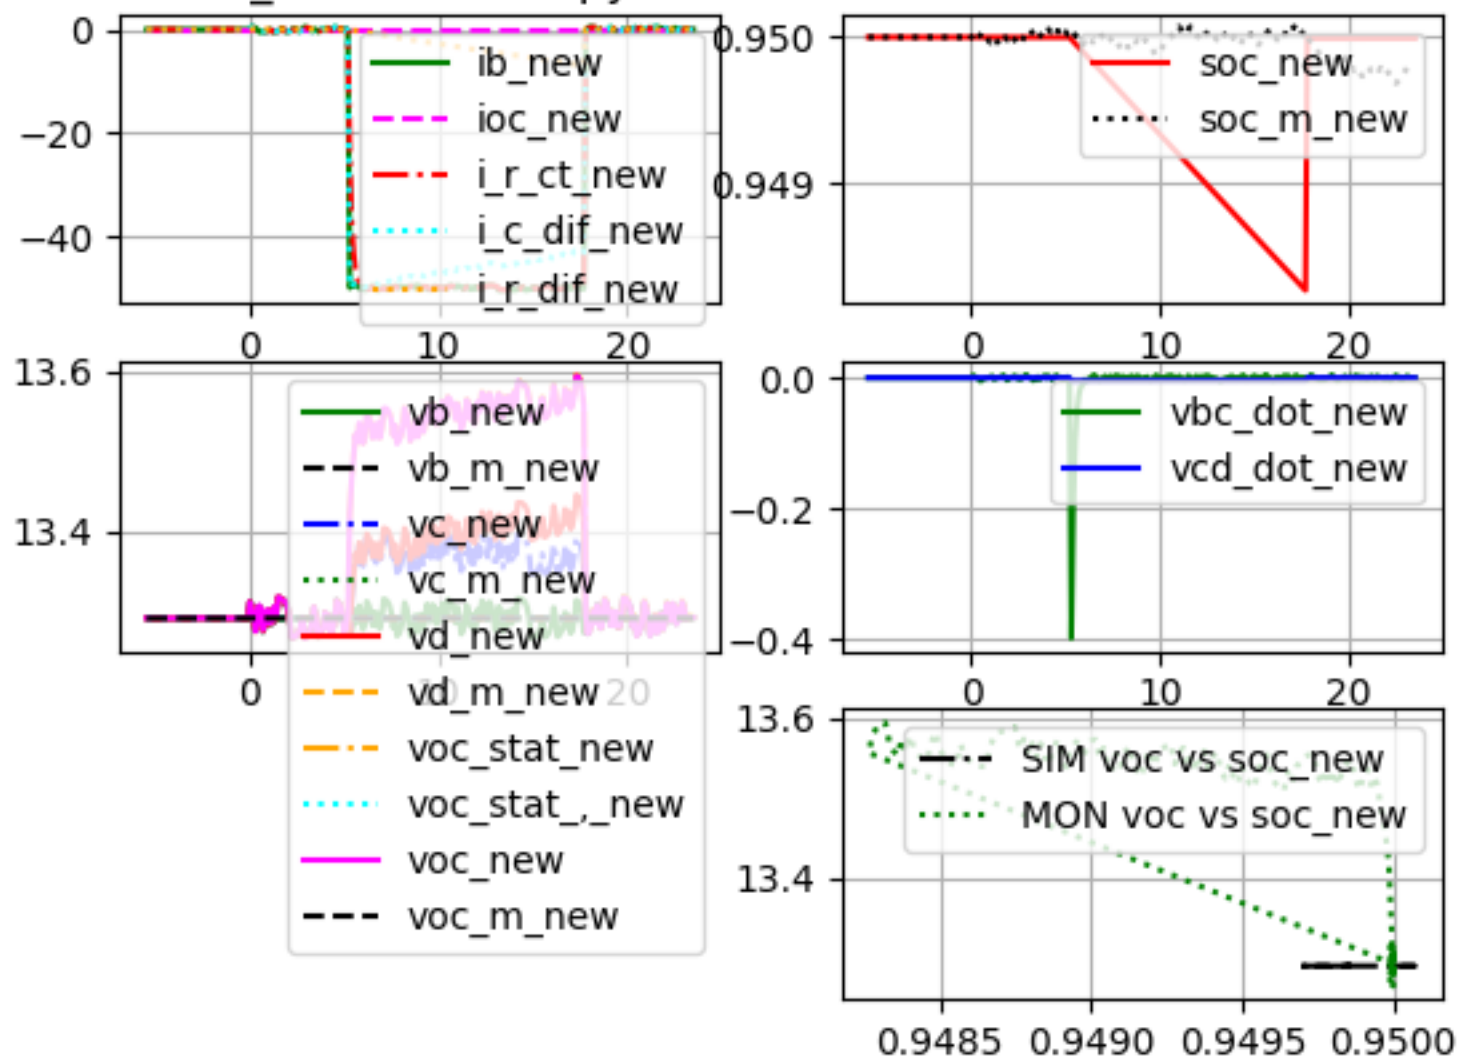 0
−20
−40
ib_new
ioc_new
i_r_ct_new
i_c_dif_new
i_r_dif_new
0 10 20
0.950
0.949
soc_new
soc_m_new
0 10 20
13.6
13.4
vb_new
vb_m_new
vc_new
vc_m_new
vd_new
vd_m_new
voc_stat_new
voc_stat_,_new
voc_new
voc_m_new
0 10 20
0.0
−0.2
−0.4
vbc_dot_new
vcd_dot_new
0 10 20
13.6
13.4
SIM voc vs soc_new
MON voc vs soc_new
0.9485 0.9490 0.9495 0.9500